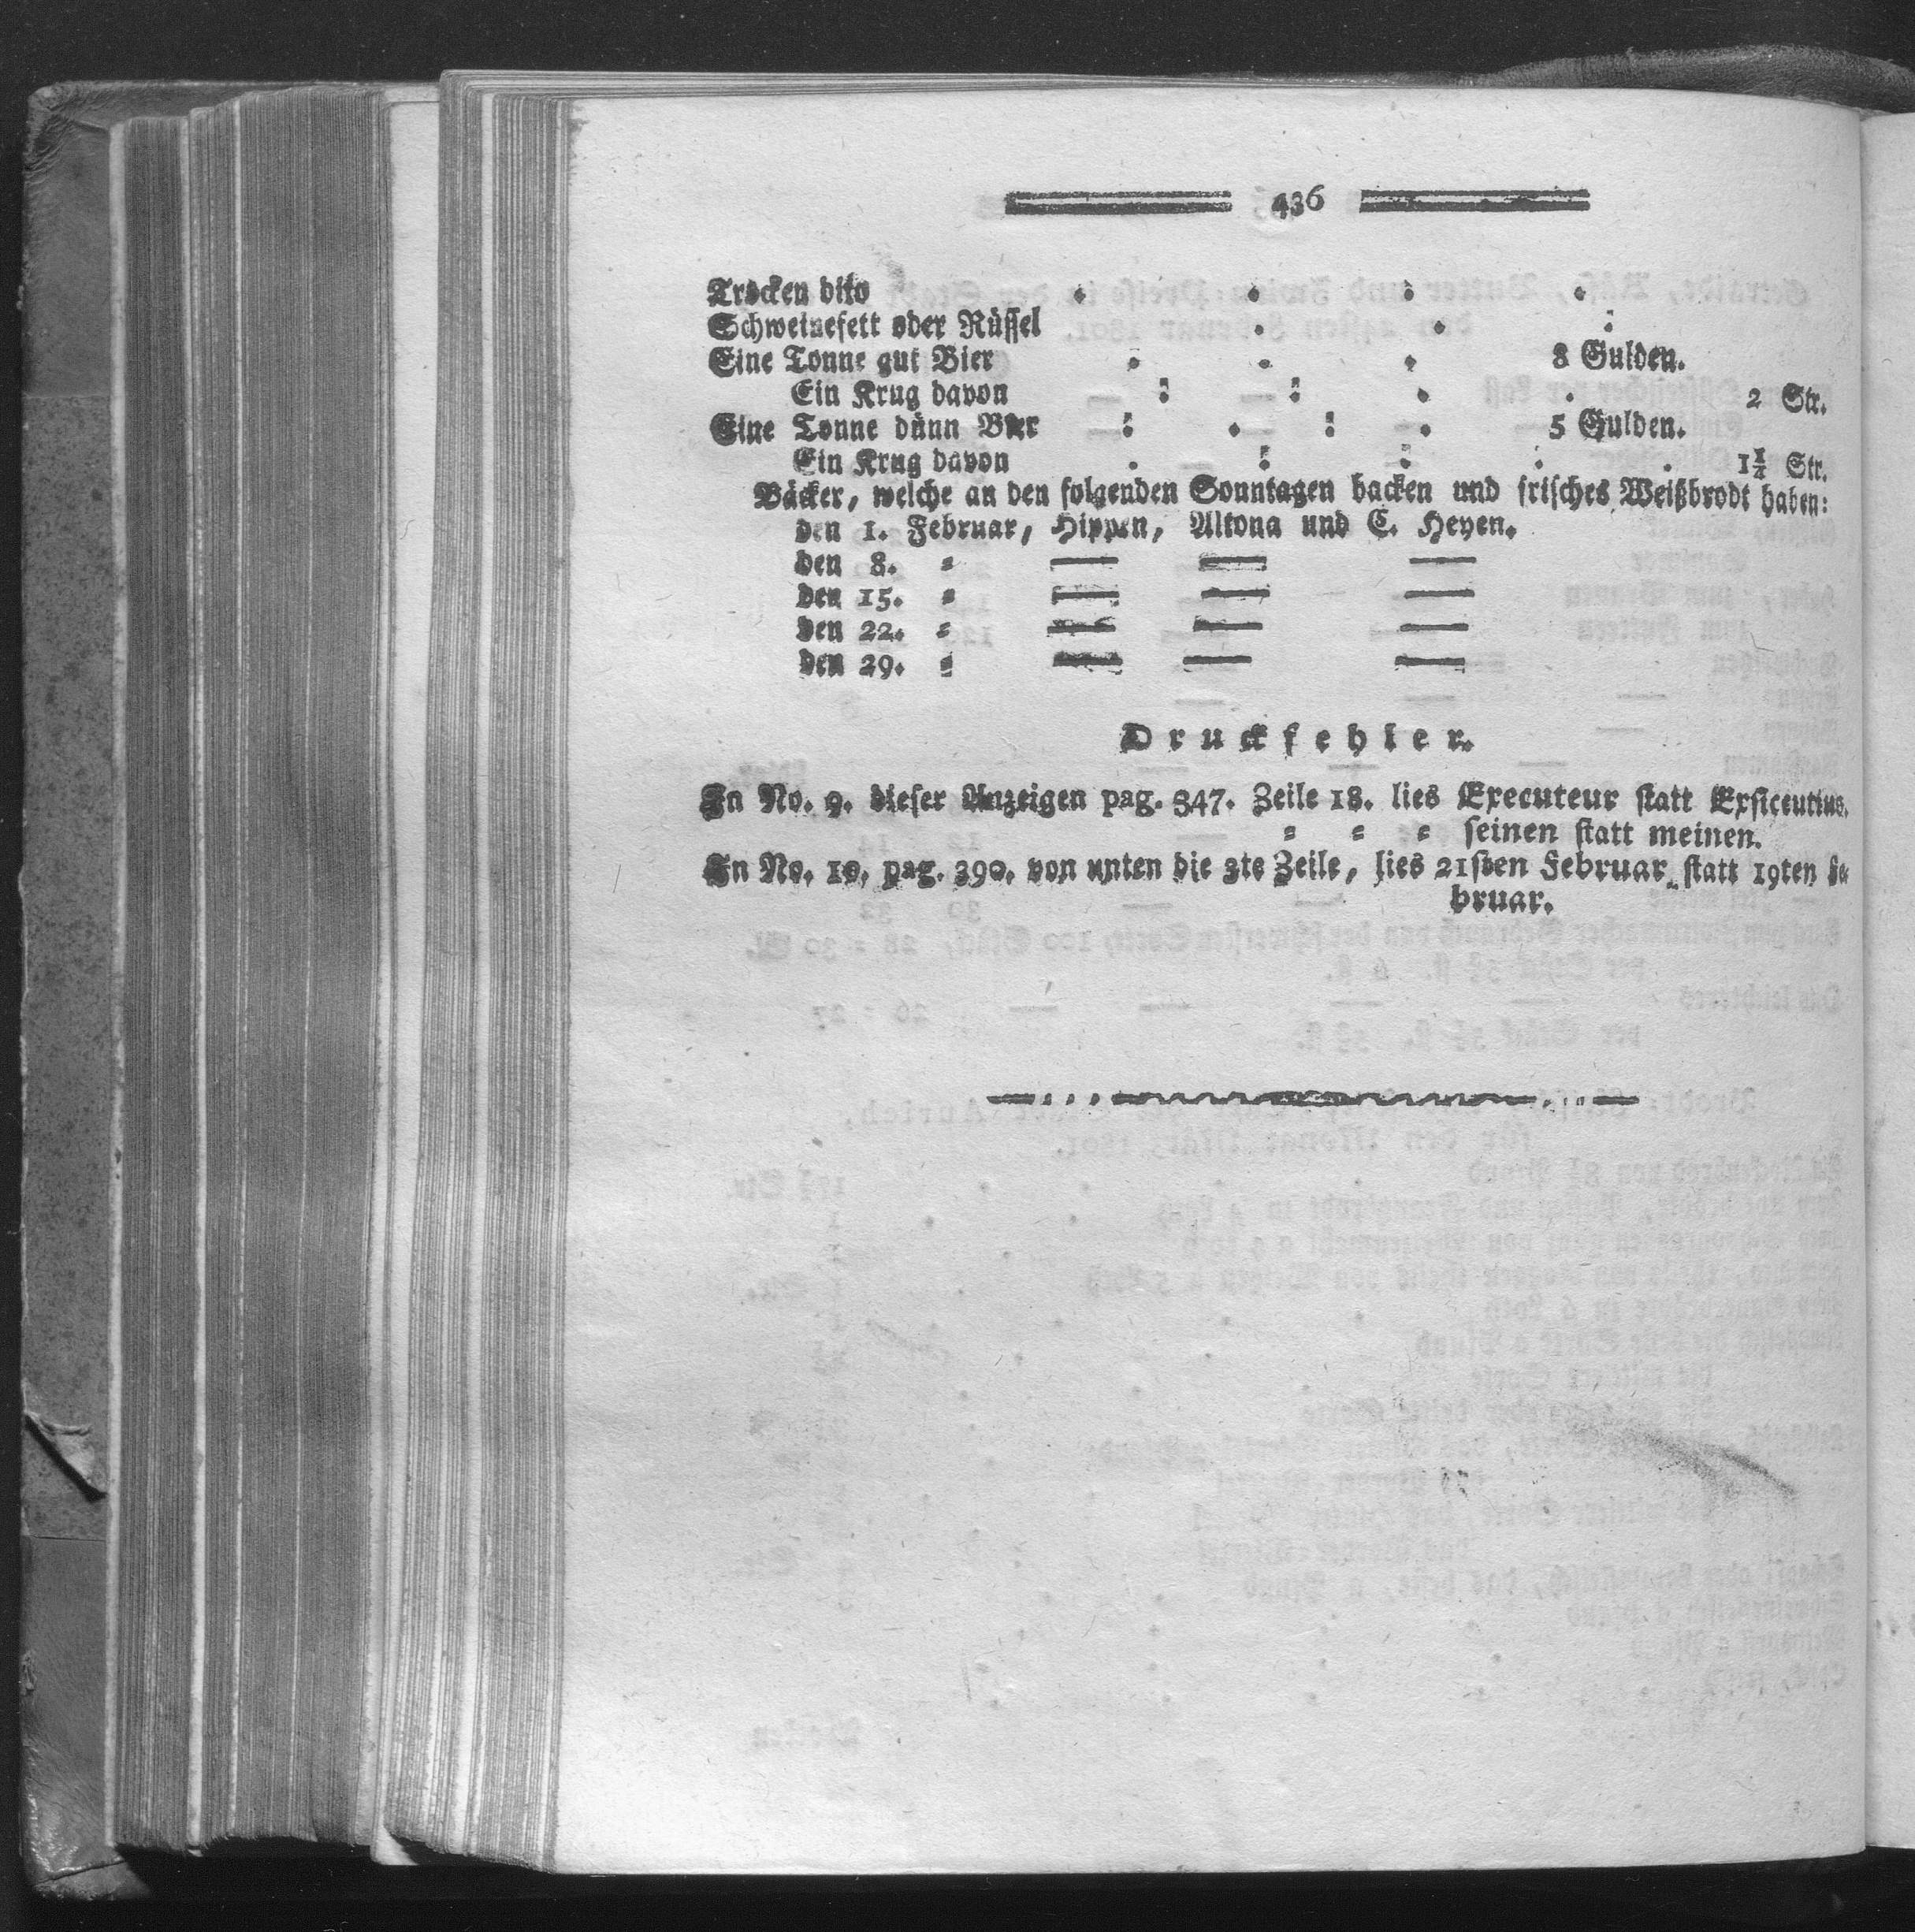 436
Trocken dito
Schweinefett oder Rüssel
Eine Tonne gut Bier 8 Gulden.
Ein Krug davon 2 Str.
Eine Tonne dünn Bier 5 Gulden.
Ein Krug davon 1½ Str.
Bäcker, welche an den folgenden Sonntagen backen und frisches Weißbrodt haben:
den 1. Februar, Hippen, Altona und C. Heyen.
den 8. = — — —
den 15. = — — —
den 22. = — — —
den 29. = — — —
Druckfehler.
In No. 9. dieser Anzeigen pag. 347. Zeile 18. lies Executeur statt
= = = seinen statt meinen.
In No. 10. pag. 390. von unten die 3te Zeile, lies 21sten Februar statt 19ten Fe
bruar.